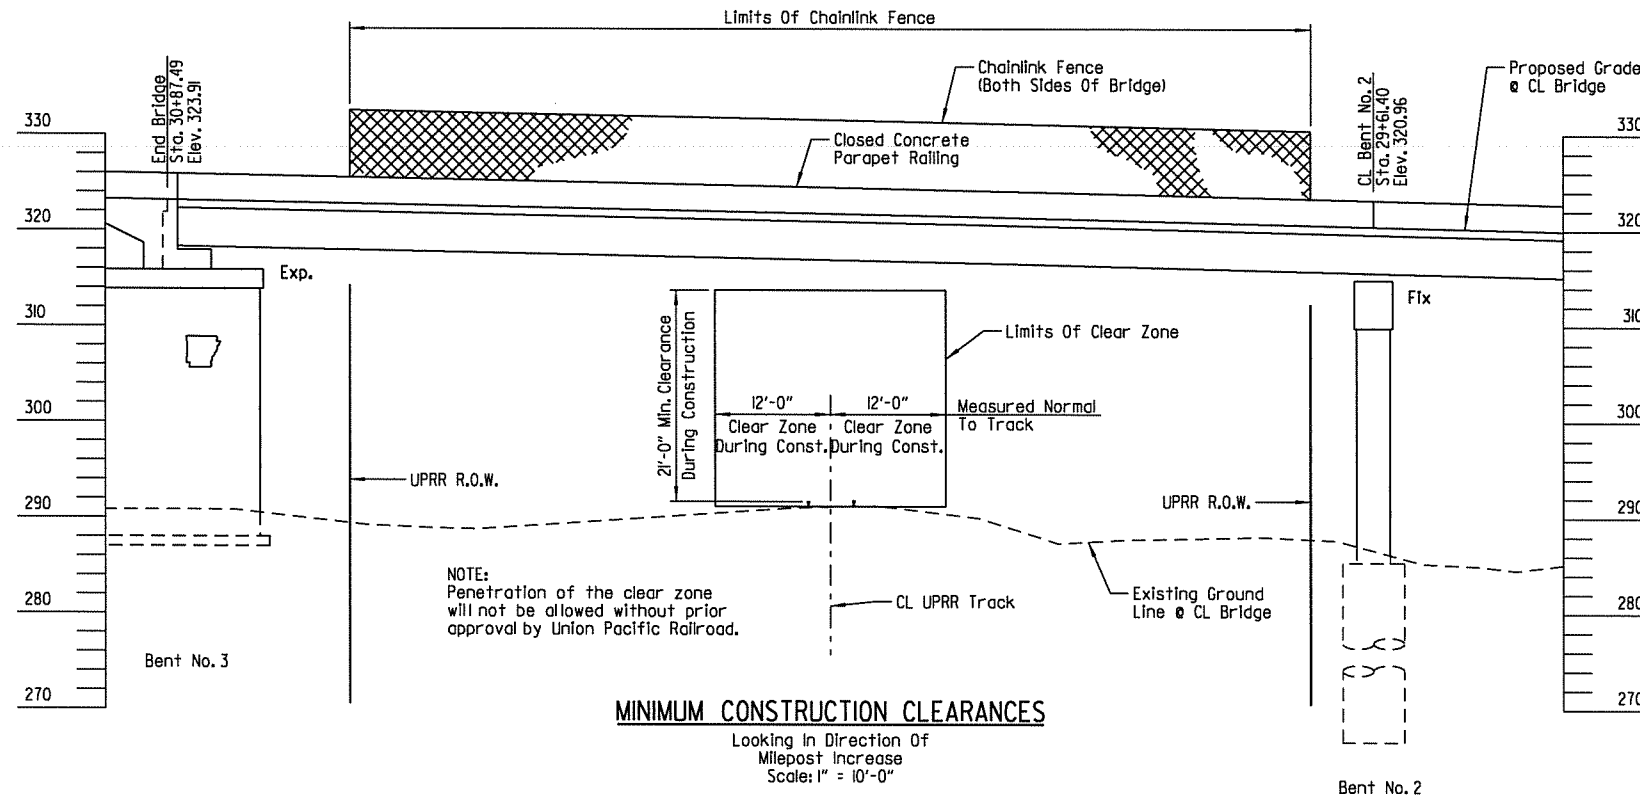 Limits Of Chainlink Fence
Chainlink Fence
(Both Sides Of Bridge)
Proposed Grade
@ CL Bridge
End Bridge
Sta. 30+87.49
Elev. 323.91
Closed Concrete
Parapet Railing
CL Bent No. 2
Sta. 29+61.40
Elev. 320.96
330
320
310
300
290
280
270
330
320
310
300
290
280
270
Exp.
Fix
21'-0" Min. Clearance
During Construction
Limits Of Clear Zone
12'-0"
Clear Zone
During Const.
12'-0"
Clear Zone
During Const.
Measured Normal
To Track
UPRR R.O.W.
UPRR R.O.W.
NOTE:
Penetration of the clear zone
will not be allowed without prior
approval by Union Pacific Railroad.
CL UPRR Track
Existing Ground
Line @ CL Bridge
Bent No. 3
MINIMUM CONSTRUCTION CLEARANCES
Looking In Direction Of
Milepost Increase
Scale: 1" = 10'-0"
Bent No. 2